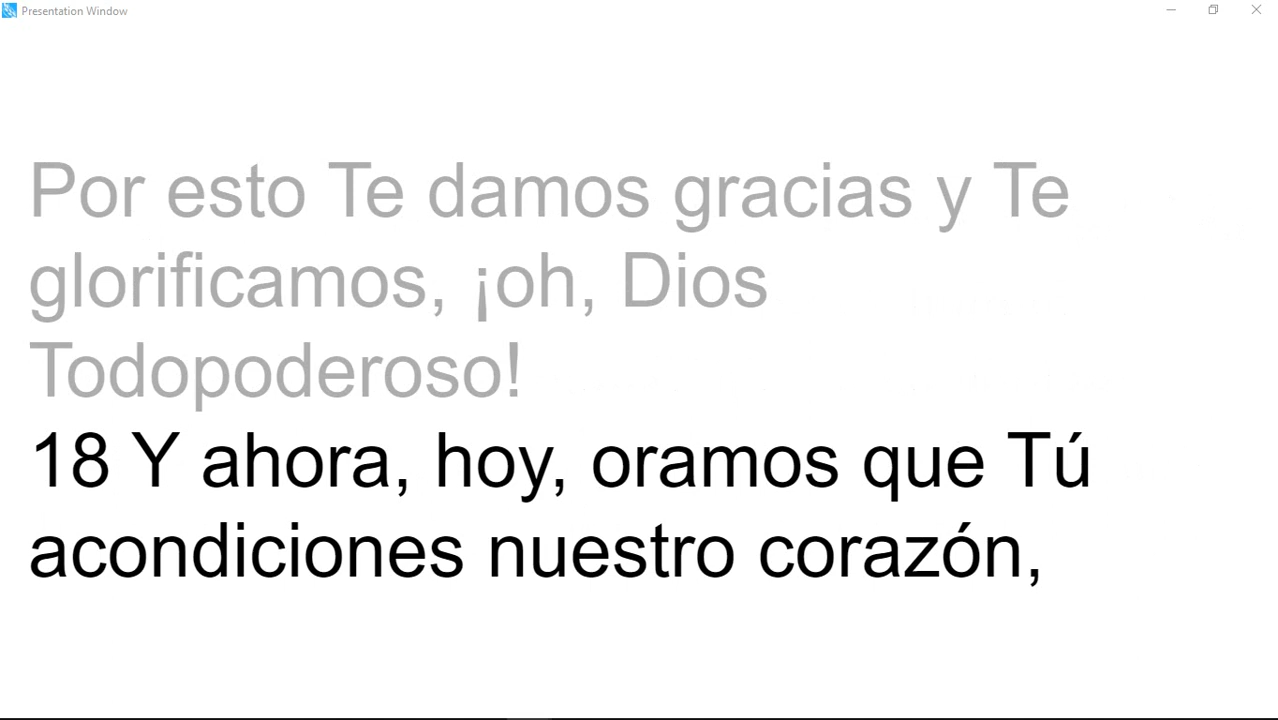 Presentation Window
Por esto Te damos gracias y Te
glorificamos, ¡oh, Dios
Todopoderoso!
18 Y ahora, hoy, oramos que Tú
acondiciones nuestro corazón,